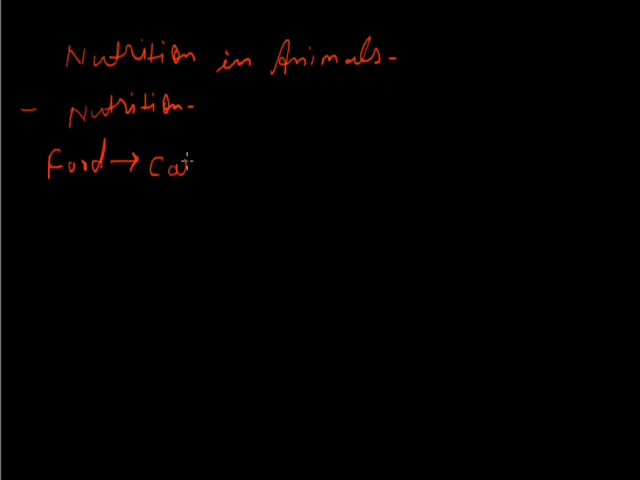 Nutrition in Animals-
- Nutrition-
Food → Ca